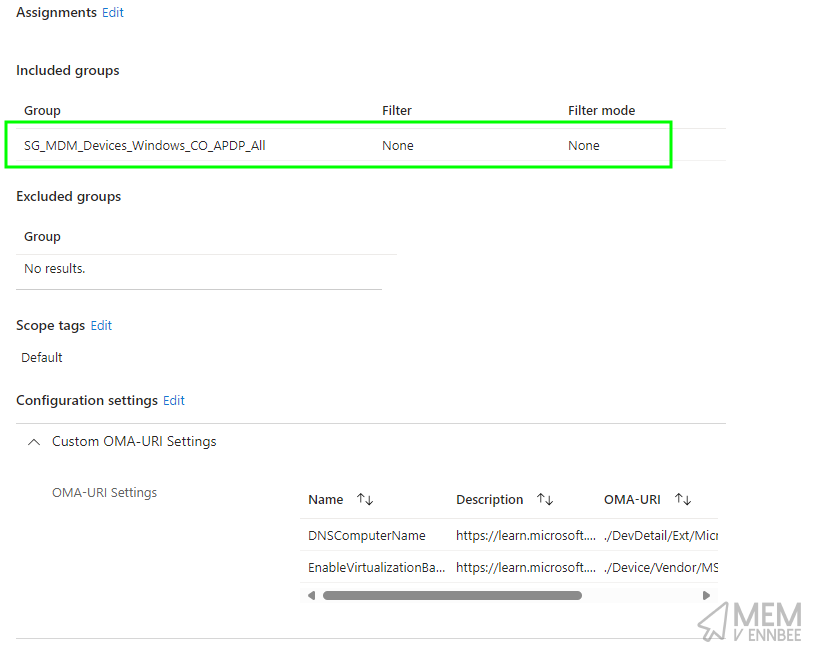 Assignments Edit
Included groups
Group Filter Filter mode
SG_MDM_Devices_Windows_CO_APDP_All None None
Excluded groups
Group
No results.
Scope tags Edit
Default
Configuration settings Edit
Custom OMA-URI Settings
OMA-URI Settings
Name ↑↓ Description ↑↓ OMA-URI ↑↓
DNSComputerName https://learn.microsoft.... ./DevDetail/Ext/Micr
EnableVirtualizationBa... https://learn.microsoft.... ./Device/Vendor/MS
MEM
V ENNBEE